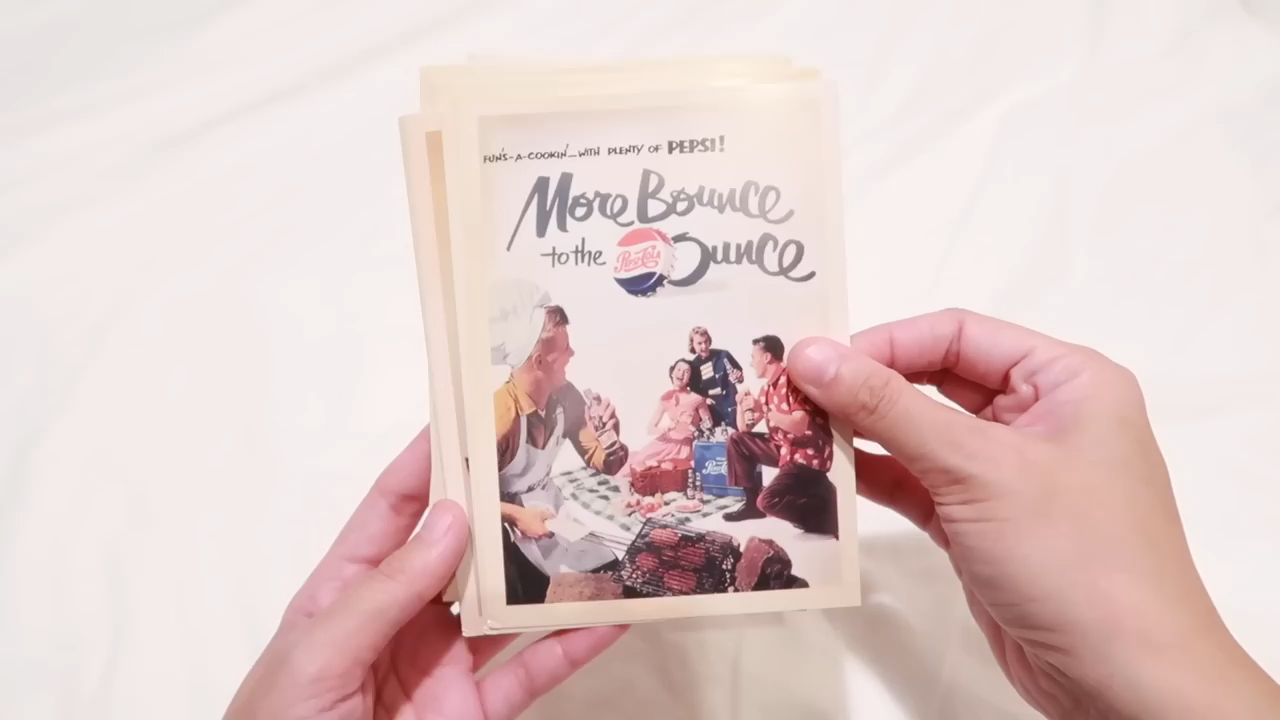 FUN'S-A-COOKIN'—WITH PLENTY OF PEPSI!
More Bounce
to the Pepsi-Cola Ounce